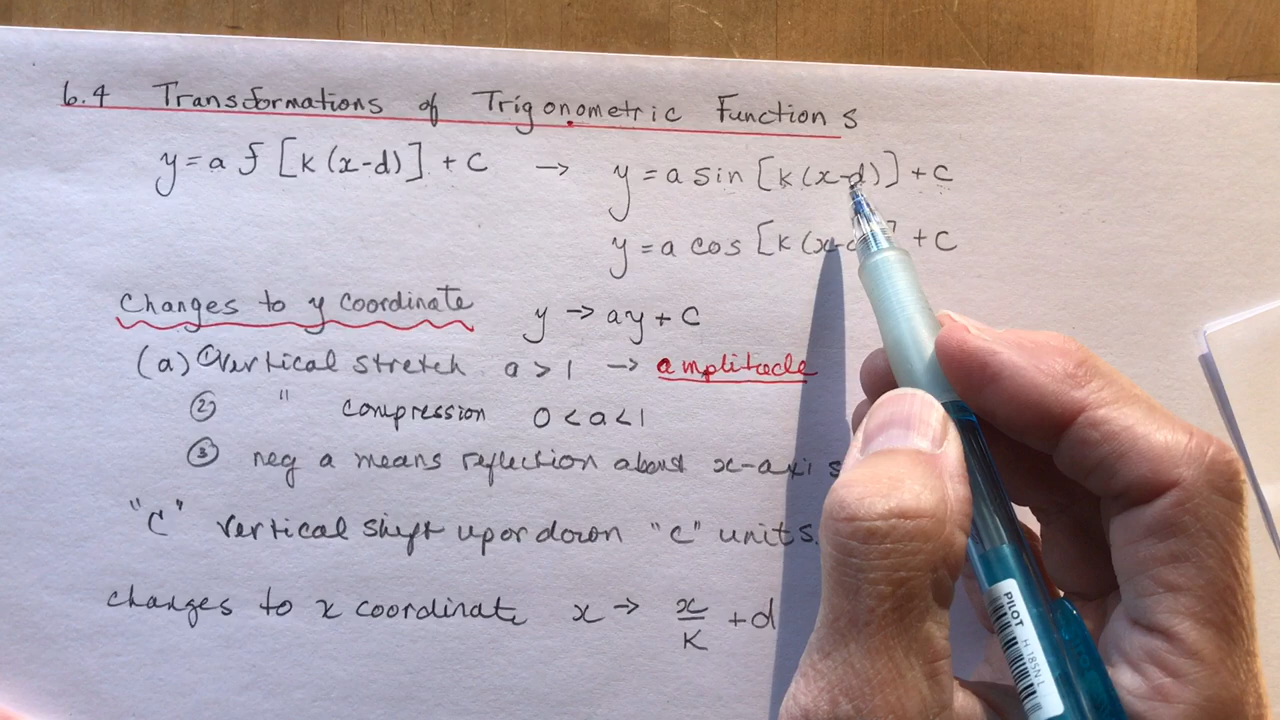 6.4 Transformations of Trigonometric Functions
y = a f [k(x-d)] + c → y = a sin [k(x-d)] + c
y = a cos [k(x-d)] + c
Changes to y coordinate y → ay + c
(a) ① Vertical stretch a > 1 → amplitude
② " compression 0 < a < 1
③ neg a means reflection about x-axis
"C" vertical shift up or down "c" units.
changes to x coordinate x → x/k + d
PILOT H-185N-L